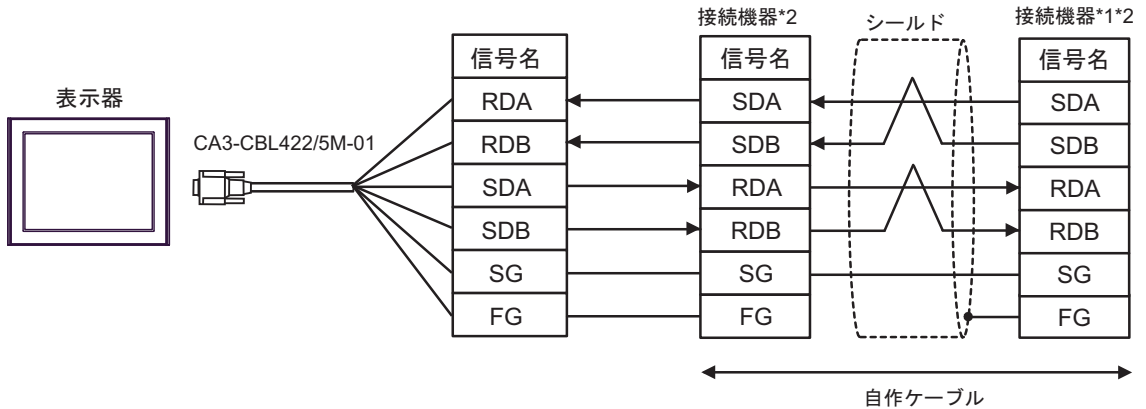 表示器
CA3-CBL422/5M-01
信号名
RDA
RDB
SDA
SDB
SG
FG
接続機器*2
信号名
SDA
SDB
RDA
RDB
SG
FG
シールド
接続機器*1*2
信号名
SDA
SDB
RDA
RDB
SG
FG
自作ケーブル